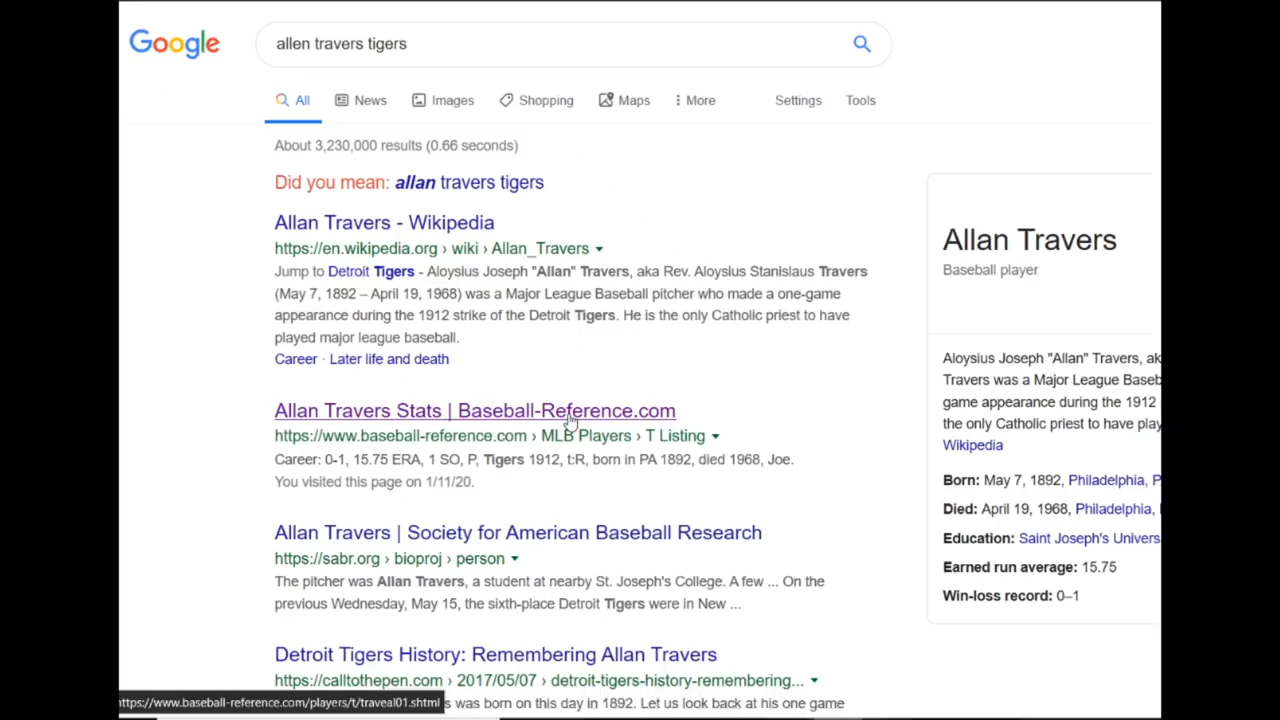 Google
allen travers tigers
All News Images Shopping Maps More Settings Tools
About 3,230,000 results (0.66 seconds)
Did you mean: allan travers tigers
Allan Travers - Wikipedia
https://en.wikipedia.org › wiki › Allan_Travers
Jump to Detroit Tigers - Aloysius Joseph "Allan" Travers, aka Rev. Aloysius Stanislaus Travers
(May 7, 1892 – April 19, 1968) was a Major League Baseball pitcher who made a one-game
appearance during the 1912 strike of the Detroit Tigers. He is the only Catholic priest to have
played major league baseball.
Career · Later life and death
Allan Travers Stats | Baseball-Reference.com
https://www.baseball-reference.com › MLB Players › T Listing
Career: 0-1, 15.75 ERA, 1 SO, P, Tigers 1912, t:R, born in PA 1892, died 1968, Joe.
You visited this page on 1/11/20.
Allan Travers | Society for American Baseball Research
https://sabr.org › bioproj › person
The pitcher was Allan Travers, a student at nearby St. Joseph's College. A few ... On the
previous Wednesday, May 15, the sixth-place Detroit Tigers were in New ...
Detroit Tigers History: Remembering Allan Travers
https://calltothepen.com › 2017/05/07 › detroit-tigers-history-remembering...
https://www.baseball-reference.com/players/t/traveal01.shtml
s was born on this day in 1892. Let us look back at his one game
Allan Travers
Baseball player
Aloysius Joseph "Allan" Travers, ak
Travers was a Major League Baseb
game appearance during the 1912
the only Catholic priest to have play
Wikipedia
Born: May 7, 1892, Philadelphia, P
Died: April 19, 1968, Philadelphia,
Education: Saint Joseph's Univers
Earned run average: 15.75
Win-loss record: 0–1